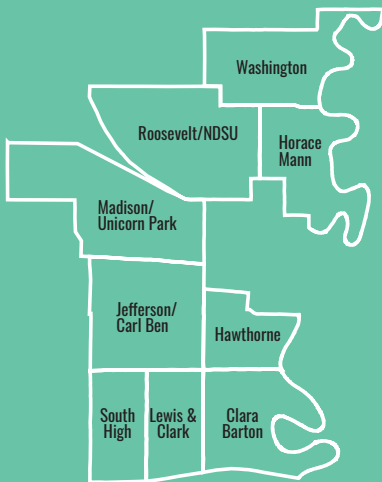 Washington
Roosevelt/NDSU
Horace
Mann
Madison/
Unicorn Park
Jefferson/
Carl Ben
Hawthorne
South
High
Lewis &
Clark
Clara
Barton